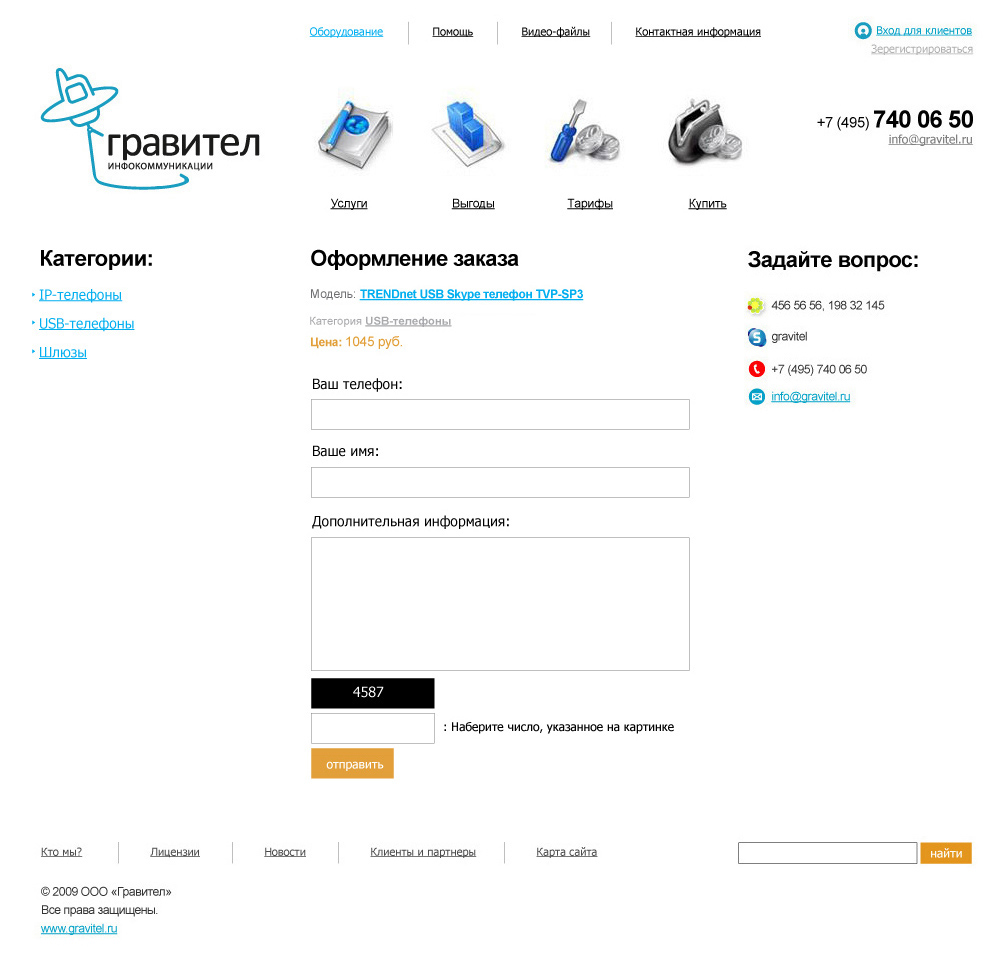 Оборудование
Помощь
Видео-файлы
Контактная информация
Вход для клиентов
Зерегистрироваться
гравител
ИНФОКОММУНИКАЦИИ
+7 (495) 740 06 50
info@gravitel.ru
Услуги
Выгоды
Тарифы
Купить
Категории:
IP-телефоны
USB-телефоны
Шлюзы
Оформление заказа
Модель: TRENDnet USB Skype телефон TVP-SP3
Категория USB-телефоны
Цена: 1045 руб.
Ваш телефон:
Ваше имя:
Дополнительная информация:
4587
: Наберите число, указанное на картинке
отправить
Задайте вопрос:
456 56 56, 198 32 145
gravitel
+7 (495) 740 06 50
info@gravitel.ru
Кто мы?
Лицензии
Новости
Клиенты и партнеры
Карта сайта
найти
© 2009 ООО «Гравител»
Все права защищены.
www.gravitel.ru